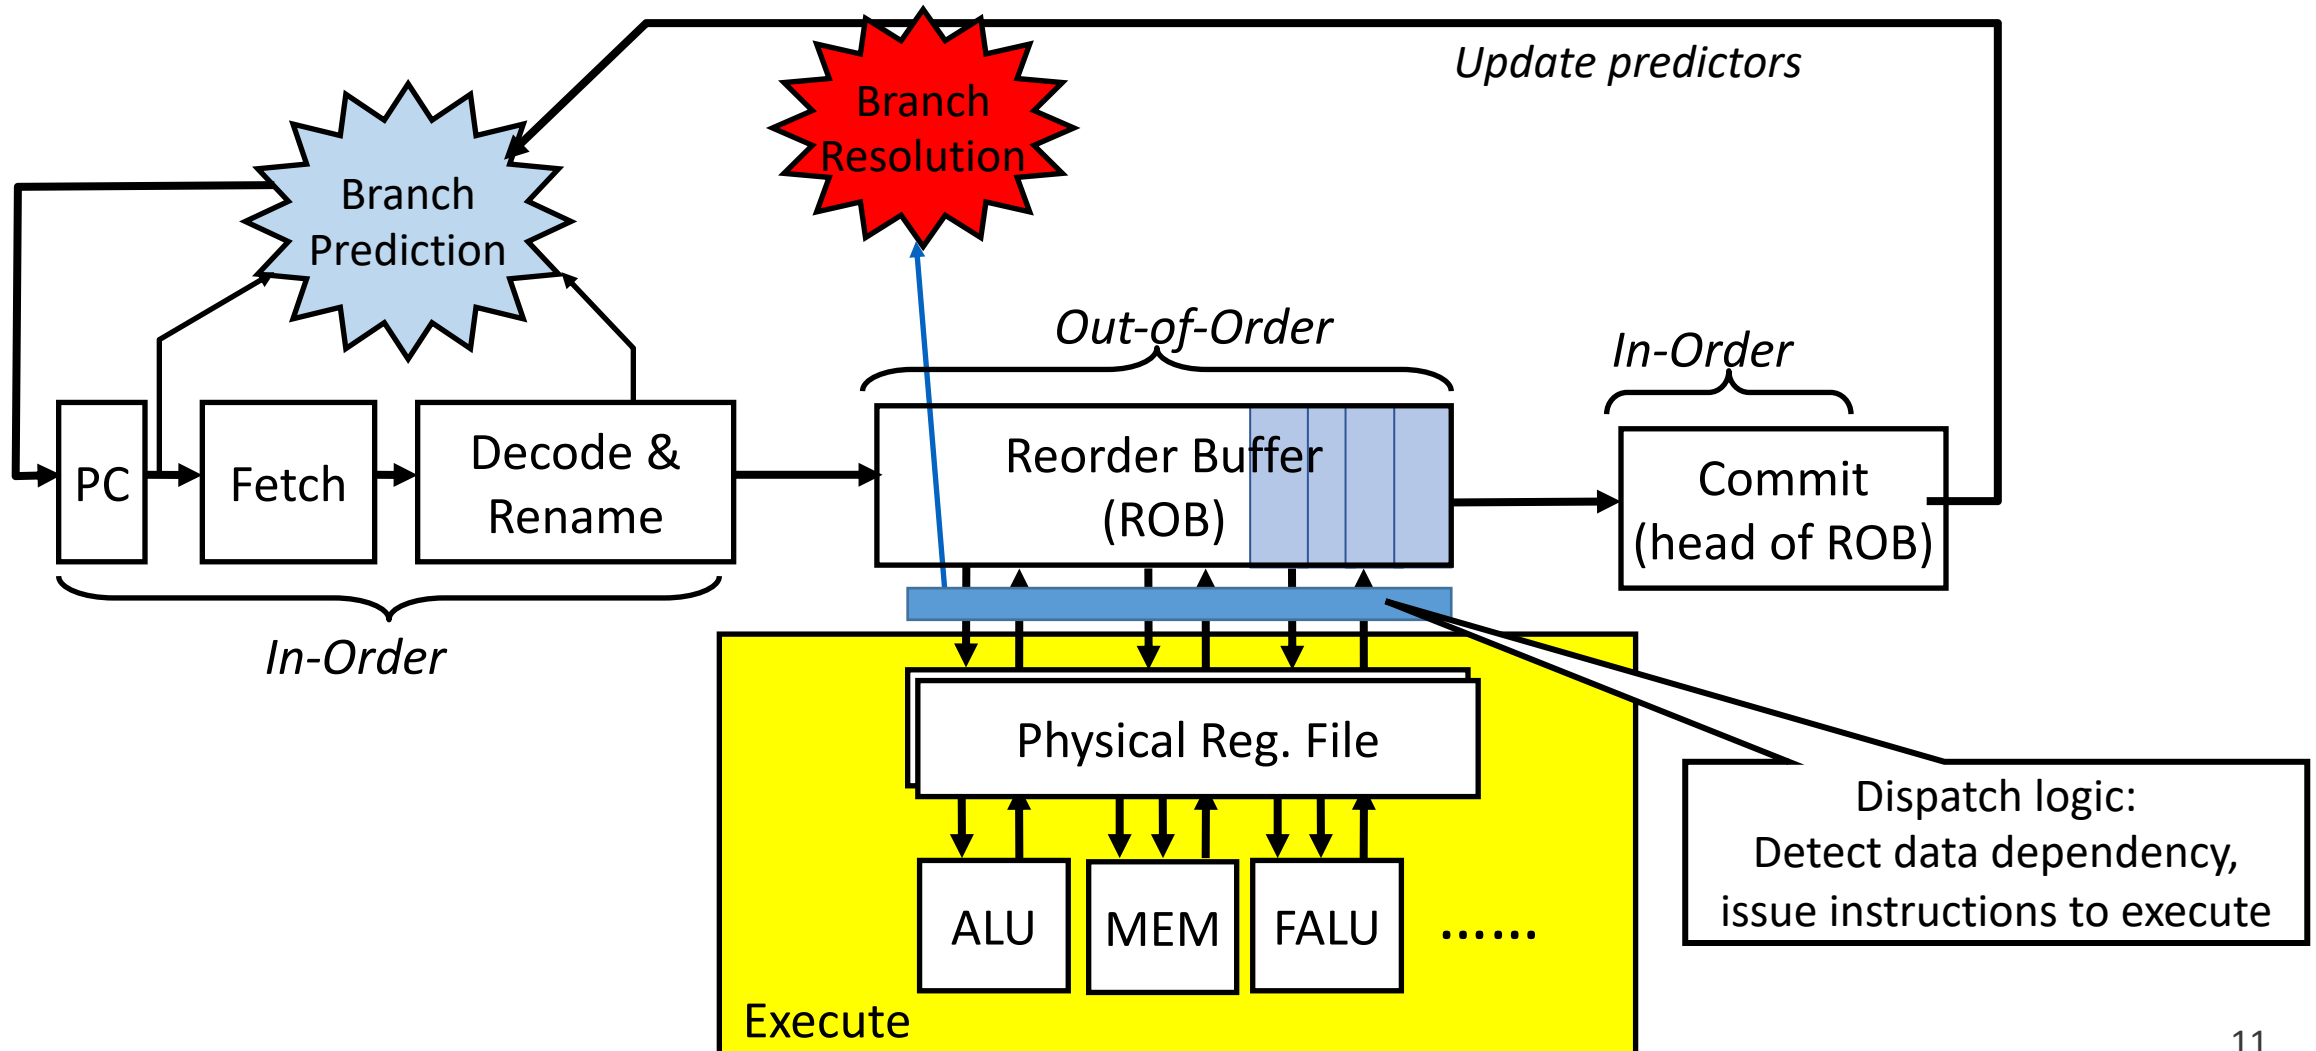 Update predictors
Branch
Resolution
Branch
Prediction
Out-of-Order
In-Order
PC
Fetch
Decode &
Rename
Reorder Buffer
(ROB)
Commit
(head of ROB)
In-Order
Physical Reg. File
Dispatch logic:
Detect data dependency,
issue instructions to execute
ALU
MEM
FALU
......
Execute
11